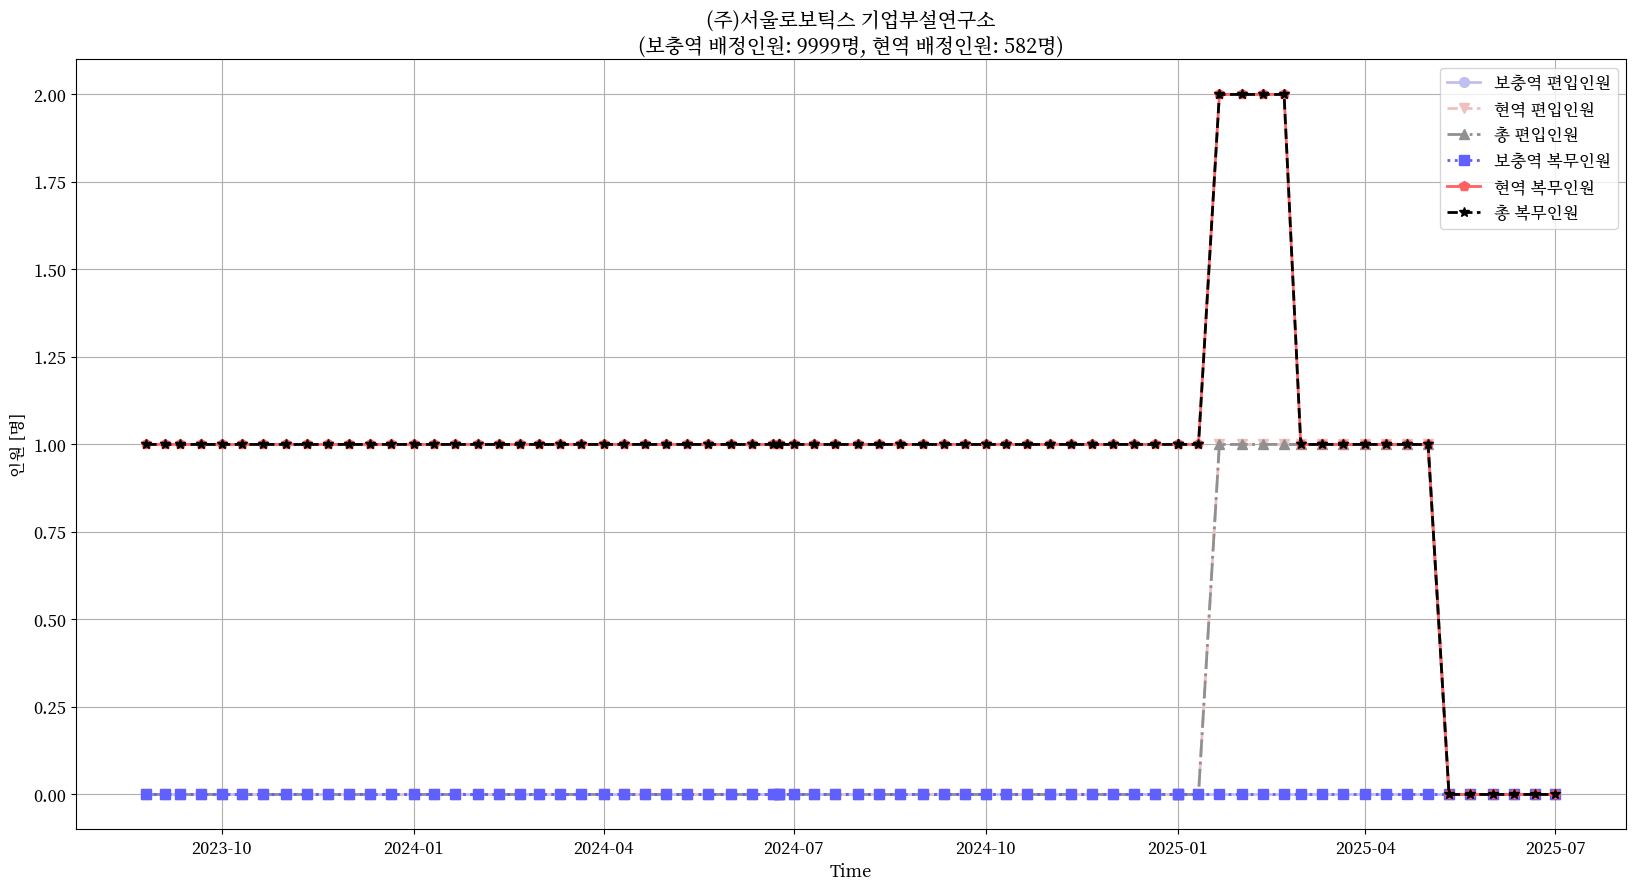 (주)서울로보틱스 기업부설연구소
(보충역 배정인원: 9999명, 현역 배정인원: 582명)
보충역 편입인원
현역 편입인원
총 편입인원
보충역 복무인원
현역 복무인원
총 복무인원
2.00
1.75
1.50
1.25
1.00
0.75
0.50
0.25
0.00
인원 [명]
2023-10 2024-01 2024-04 2024-07 2024-10 2025-01 2025-04 2025-07
Time